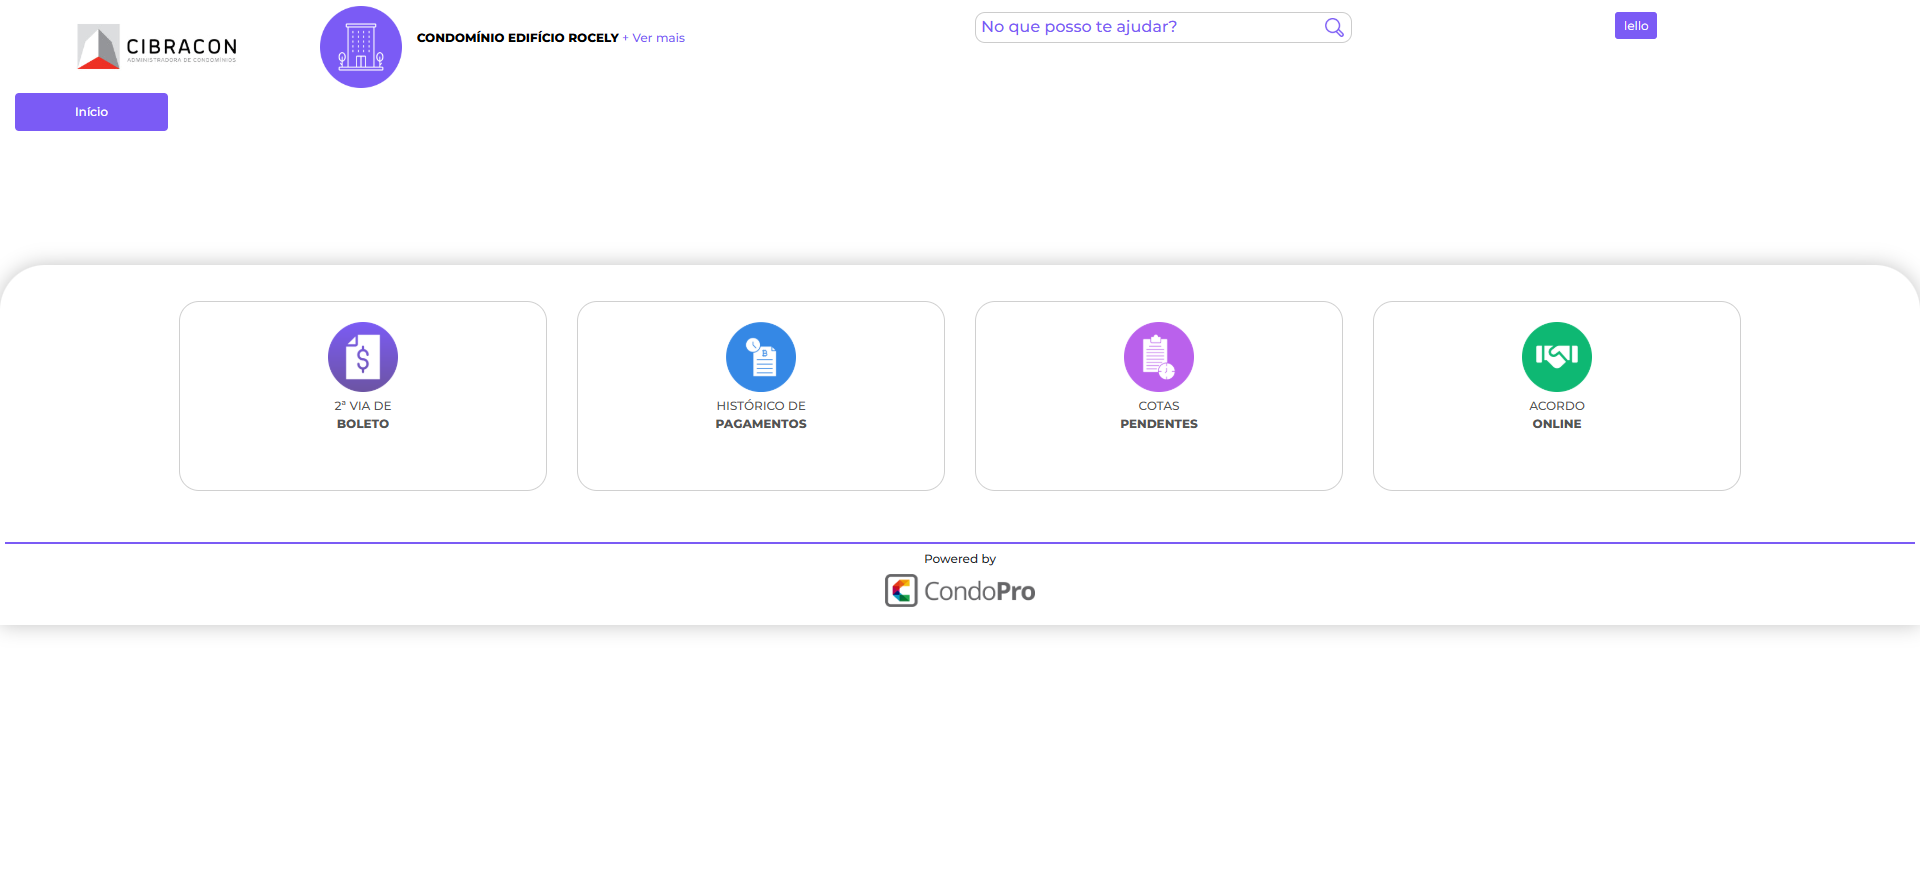 CIBRACON
ADMINISTRADORA DE CONDOMÍNIOS
CONDOMÍNIO EDIFÍCIO ROCELY + Ver mais
No que posso te ajudar?
lello
Início
2ª VIA DE
BOLETO
HISTÓRICO DE
PAGAMENTOS
COTAS
PENDENTES
ACORDO
ONLINE
Powered by
CondoPro